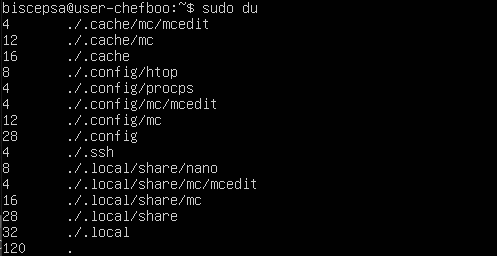 biscepsa@user-chefboo:~$ sudo du
4 ./.cache/mc/mcedit
12 ./.cache/mc
16 ./.cache
8 ./.config/htop
4 ./.config/procps
4 ./.config/mc/mcedit
12 ./.config/mc
28 ./.config
4 ./.ssh
8 ./.local/share/nano
4 ./.local/share/mc/mcedit
16 ./.local/share/mc
28 ./.local/share
32 ./.local
120 .